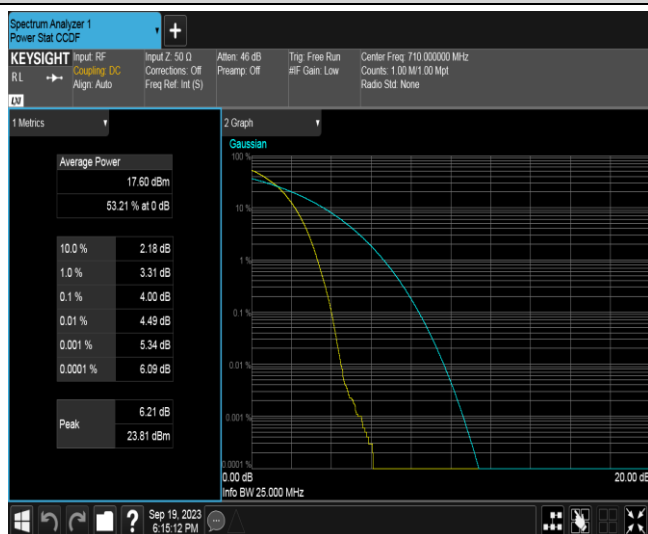 Spectrum Analyzer 1
Power Stat CCDF
KEYSIGHT
RL
LXI
Input: RF
Coupling: DC
Align: Auto
Input Z: 50 Ω
Corrections: Off
Freq Ref: Int (S)
Atten: 46 dB
Preamp: Off
Trig: Free Run
#IF Gain: Low
Center Freq: 710.000000 MHz
Counts: 1.00 M/1.00 Mpt
Radio Std: None
1 Metrics
Average Power
17.60 dBm
53.21 % at 0 dB
10.0 % 2.18 dB
1.0 % 3.31 dB
0.1 % 4.00 dB
0.01 % 4.49 dB
0.001 % 5.34 dB
0.0001 % 6.09 dB
Peak
6.21 dB
23.81 dBm
2 Graph
Gaussian
100 %
10 %
1 %
0.1 %
0.01 %
0.001 %
0.0001 %
0.00 dB
20.00 dB
Info BW 25.000 MHz
Sep 19, 2023
6:15:12 PM